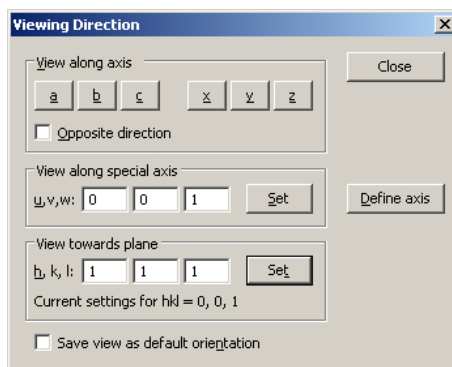 Viewing Direction
View along axis
Close
a b c x y z
Opposite direction
View along special axis
u,v,w: 0 0 1 Set
Define axis
View towards plane
h, k, l: 1 1 1 Set
Current settings for hkl = 0, 0, 1
Save view as default orientation